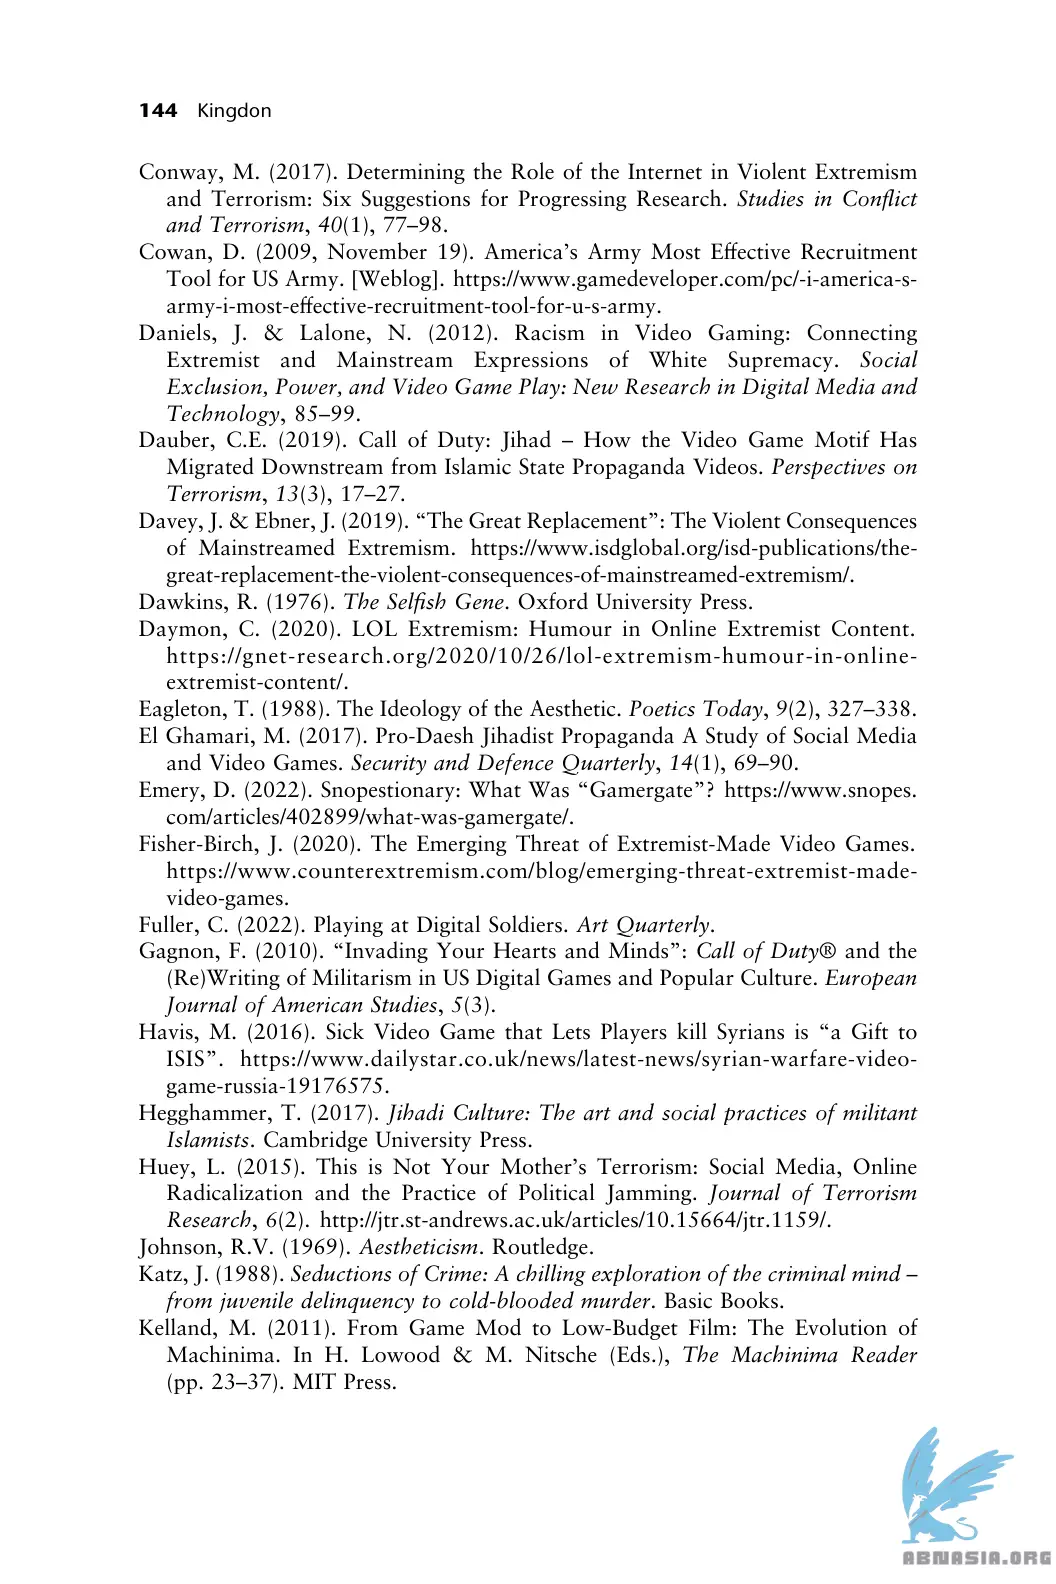 144 Kingdon
Conway, M. (2017). Determining the Role of the Internet in Violent Extremism
and Terrorism: Six Suggestions for Progressing Research. Studies in Conflict
and Terrorism, 40(1), 77–98.
Cowan, D. (2009, November 19). America’s Army Most Effective Recruitment
Tool for US Army. [Weblog]. https://www.gamedeveloper.com/pc/-i-america-s-
army-i-most-effective-recruitment-tool-for-u-s-army.
Daniels, J. & Lalone, N. (2012). Racism in Video Gaming: Connecting
Extremist and Mainstream Expressions of White Supremacy. Social
Exclusion, Power, and Video Game Play: New Research in Digital Media and
Technology, 85–99.
Dauber, C.E. (2019). Call of Duty: Jihad – How the Video Game Motif Has
Migrated Downstream from Islamic State Propaganda Videos. Perspectives on
Terrorism, 13(3), 17–27.
Davey, J. & Ebner, J. (2019). “The Great Replacement”: The Violent Consequences
of Mainstreamed Extremism. https://www.isdglobal.org/isd-publications/the-
great-replacement-the-violent-consequences-of-mainstreamed-extremism/.
Dawkins, R. (1976). The Selfish Gene. Oxford University Press.
Daymon, C. (2020). LOL Extremism: Humour in Online Extremist Content.
https://gnet-research.org/2020/10/26/lol-extremism-humour-in-online-
extremist-content/.
Eagleton, T. (1988). The Ideology of the Aesthetic. Poetics Today, 9(2), 327–338.
El Ghamari, M. (2017). Pro-Daesh Jihadist Propaganda A Study of Social Media
and Video Games. Security and Defence Quarterly, 14(1), 69–90.
Emery, D. (2022). Snopestionary: What Was “Gamergate”? https://www.snopes.
com/articles/402899/what-was-gamergate/.
Fisher-Birch, J. (2020). The Emerging Threat of Extremist-Made Video Games.
https://www.counterextremism.com/blog/emerging-threat-extremist-made-
video-games.
Fuller, C. (2022). Playing at Digital Soldiers. Art Quarterly.
Gagnon, F. (2010). “Invading Your Hearts and Minds”: Call of Duty® and the
(Re)Writing of Militarism in US Digital Games and Popular Culture. European
Journal of American Studies, 5(3).
Havis, M. (2016). Sick Video Game that Lets Players kill Syrians is “a Gift to
ISIS”. https://www.dailystar.co.uk/news/latest-news/syrian-warfare-video-
game-russia-19176575.
Hegghammer, T. (2017). Jihadi Culture: The art and social practices of militant
Islamists. Cambridge University Press.
Huey, L. (2015). This is Not Your Mother’s Terrorism: Social Media, Online
Radicalization and the Practice of Political Jamming. Journal of Terrorism
Research, 6(2). http://jtr.st-andrews.ac.uk/articles/10.15664/jtr.1159/.
Johnson, R.V. (1969). Aestheticism. Routledge.
Katz, J. (1988). Seductions of Crime: A chilling exploration of the criminal mind –
from juvenile delinquency to cold-blooded murder. Basic Books.
Kelland, M. (2011). From Game Mod to Low-Budget Film: The Evolution of
Machinima. In H. Lowood & M. Nitsche (Eds.), The Machinima Reader
(pp. 23–37). MIT Press.
ABNASIA.ORG